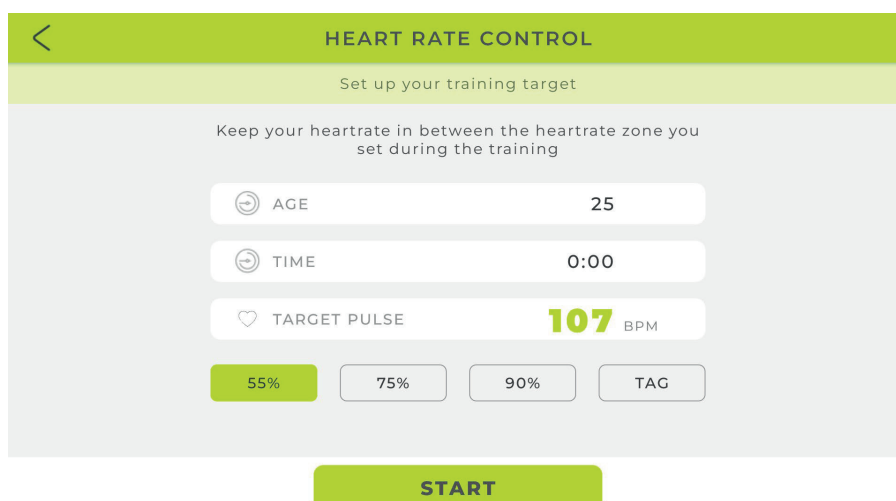 HEART RATE CONTROL
Set up your training target
Keep your heartrate in between the heartrate zone you
set during the training
AGE 25
TIME 0:00
TARGET PULSE 107 BPM
55% 75% 90% TAG
START